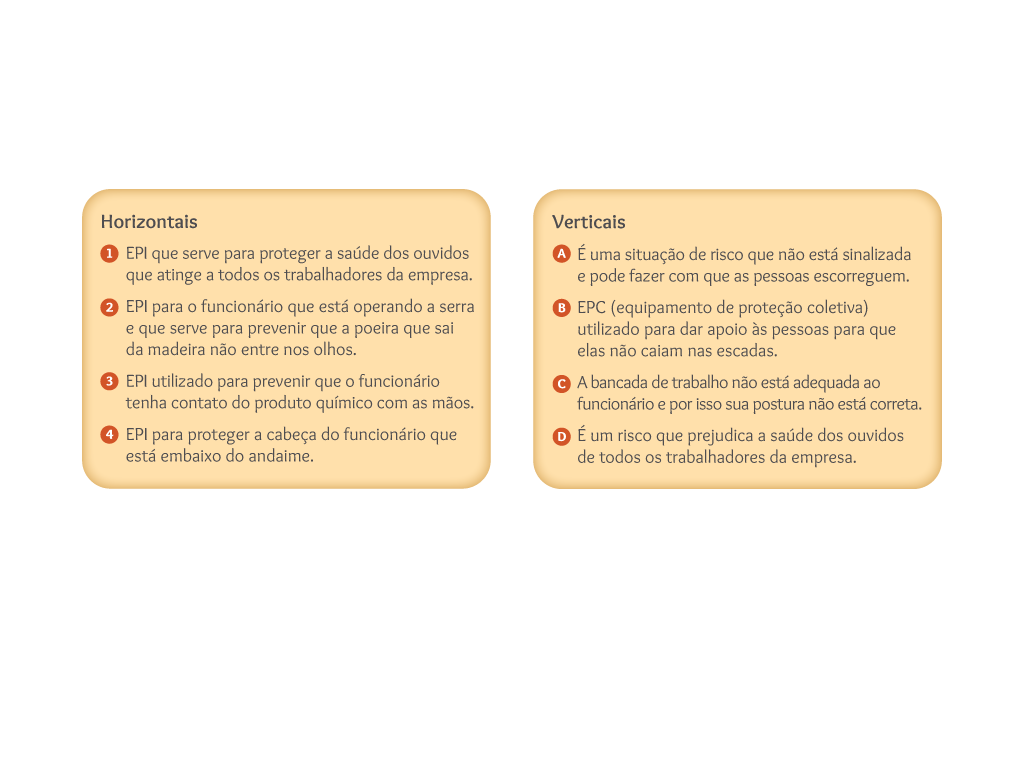 Horizontais
1 EPI que serve para proteger a saúde dos ouvidos
que atinge a todos os trabalhadores da empresa.
2 EPI para o funcionário que está operando a serra
e que serve para prevenir que a poeira que sai
da madeira não entre nos olhos.
3 EPI utilizado para prevenir que o funcionário
tenha contato do produto químico com as mãos.
4 EPI para proteger a cabeça do funcionário que
está embaixo do andaime.
Verticais
A É uma situação de risco que não está sinalizada
e pode fazer com que as pessoas escorreguem.
B EPC (equipamento de proteção coletiva)
utilizado para dar apoio às pessoas para que
elas não caiam nas escadas.
C A bancada de trabalho não está adequada ao
funcionário e por isso sua postura não está correta.
D É um risco que prejudica a saúde dos ouvidos
de todos os trabalhadores da empresa.